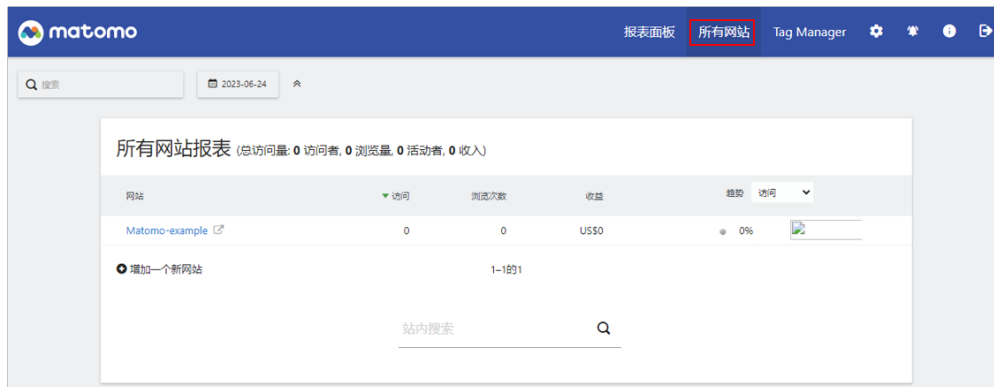 matomo 报表面板 所有网站 Tag Manager
搜索 2023-06-24
所有网站报表 (总访问量: 0 访问者, 0 浏览量, 0 活动者, 0 收入)
网站 访问 浏览次数 收益 趋势 访问
Matomo-example 0 0 US$0 0%
增加一个新网站 1-1的1
站内搜索